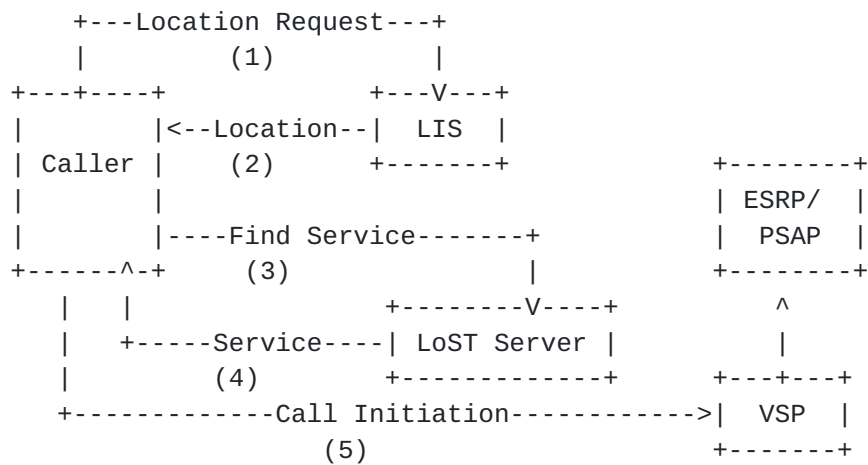 Location Request
(1)
<--Location-- LIS
Caller (2)
ESRP/
----Find Service------- PSAP
(3)
-----Service---- LoST Server
(4)
-------------Call Initiation------------> VSP
(5)